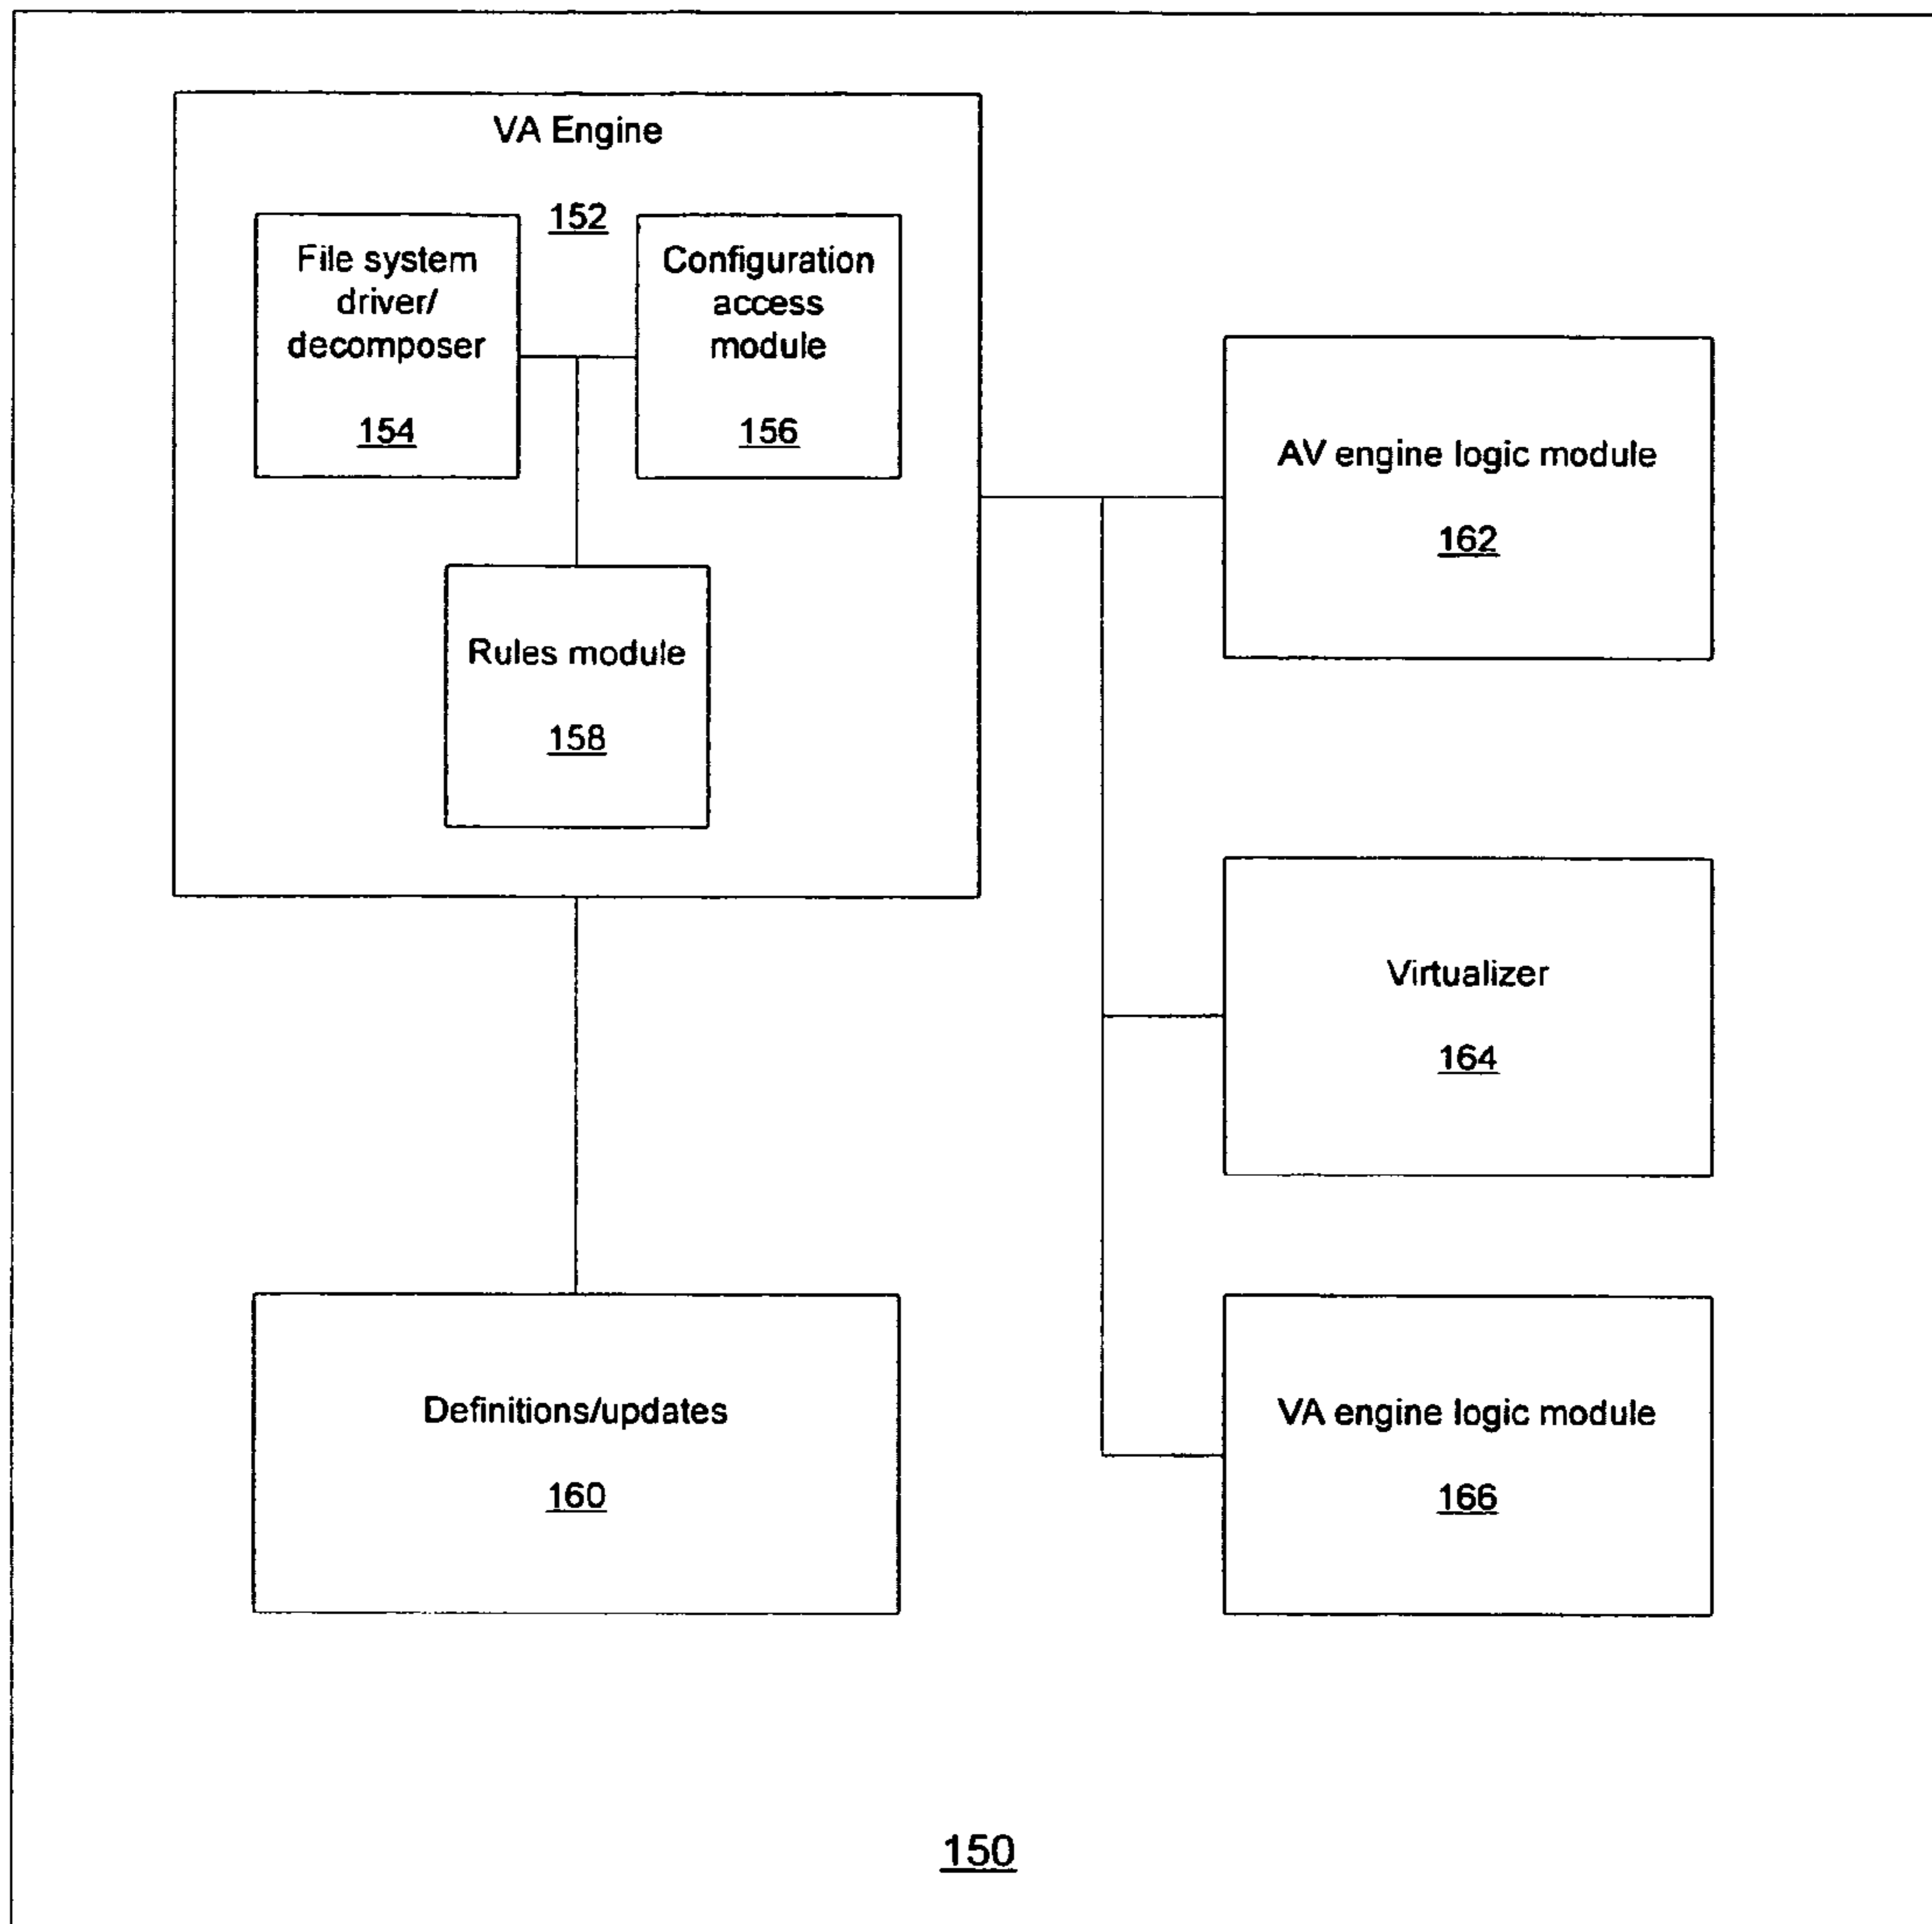 VA Engine
152
File system
driver/
decomposer
154
Configuration
access
module
156
Rules module
158
AV engine logic module
162
Virtualizer
164
Definitions/updates
160
VA engine logic module
166
150